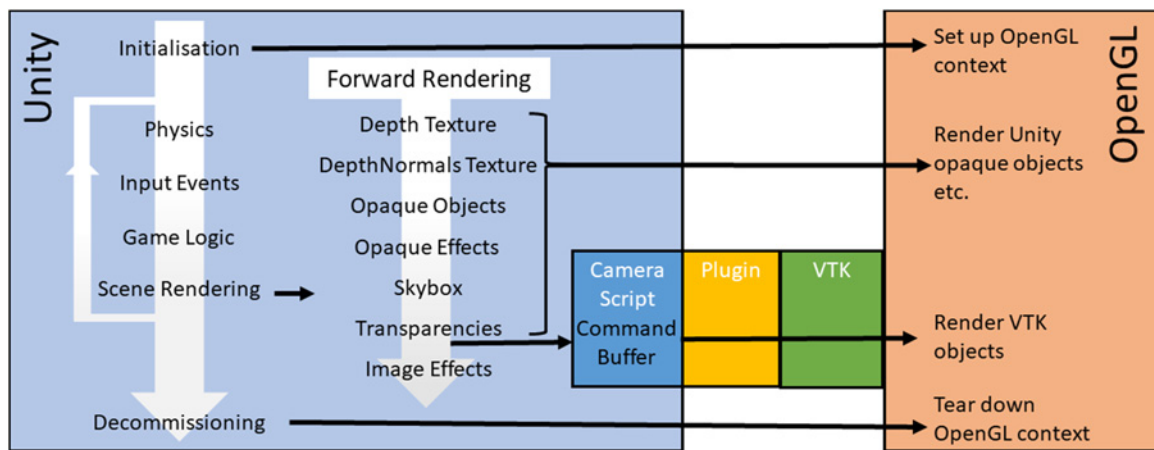 Unity
Initialisation
Physics
Input Events
Game Logic
Scene Rendering
Decommissioning
Forward Rendering
Depth Texture
DepthNormals Texture
Opaque Objects
Opaque Effects
Skybox
Transparencies
Image Effects
Camera
Script
Command
Buffer
Plugin
VTK
OpenGL
Set up OpenGL
context
Render Unity
opaque objects
etc.
Render VTK
objects
Tear down
OpenGL context